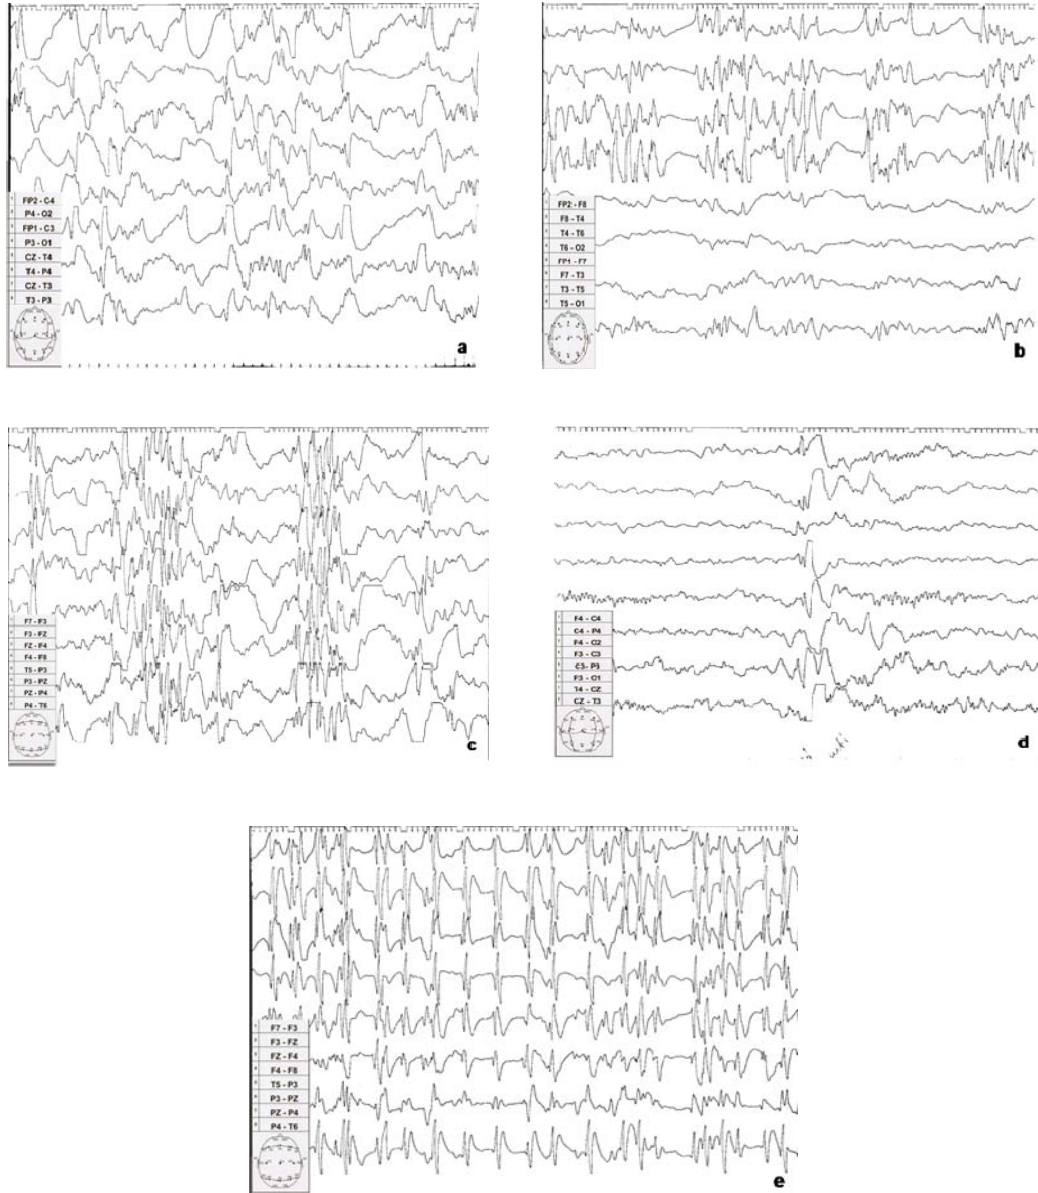 FP2 - C4
P4 - O2
FP1 - C3
P3 - O1
CZ - T4
T4 - P4
CZ - T3
T3 - P3
a
FP2 - F8
F8 - T4
T4 - T6
T6 - O2
FP1 - F7
F7 - T3
T3 - T5
T5 - O1
b
F7 - F3
F3 - FZ
FZ - F4
F4 - F8
T5 - P3
P3 - PZ
PZ - P4
P4 - T6
c
F4 - C4
C4 - P4
P4 - O2
F3 - C3
C3 - P3
P3 - O1
T4 - CZ
CZ - T3
d
F7 - F3
F3 - FZ
FZ - F4
F4 - F8
T5 - P3
P3 - PZ
PZ - P4
P4 - T6
e